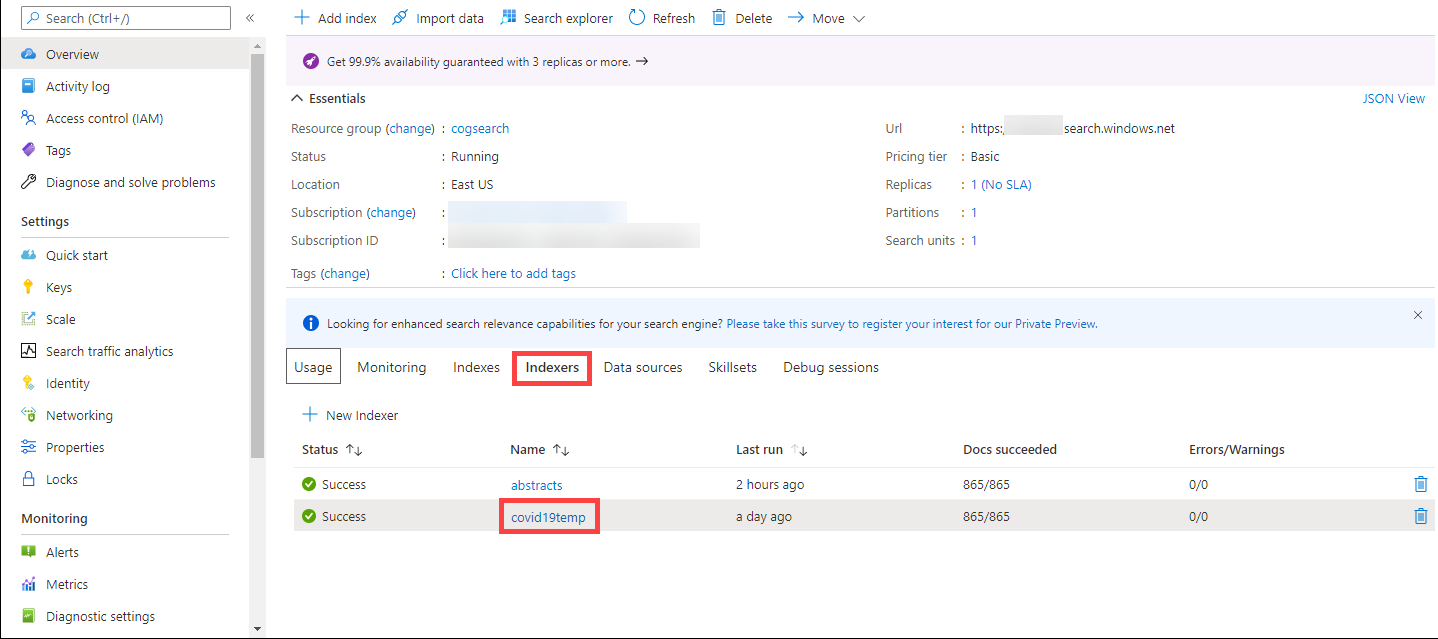 Search (Ctrl+/)
«
Overview
Activity log
Access control (IAM)
Tags
Diagnose and solve problems
Settings
Quick start
Keys
Scale
Search traffic analytics
Identity
Networking
Properties
Locks
Monitoring
Alerts
Metrics
Diagnostic settings
Add index Import data Search explorer Refresh Delete Move
Get 99.9% availability guaranteed with 3 replicas or more. →
Essentials JSON View
Resource group (change) : cogsearch
Status : Running
Location : East US
Subscription (change) :
Subscription ID :
Tags (change) : Click here to add tags
Url : https: search.windows.net
Pricing tier : Basic
Replicas : 1 (No SLA)
Partitions : 1
Search units : 1
Looking for enhanced search relevance capabilities for your search engine? Please take this survey to register your interest for our Private Preview.
Usage Monitoring Indexes Indexers Data sources Skillsets Debug sessions
New Indexer
Status ↑↓ Name ↑↓ Last run ↑↓ Docs succeeded Errors/Warnings
Success abstracts 2 hours ago 865/865 0/0
Success covid19temp a day ago 865/865 0/0